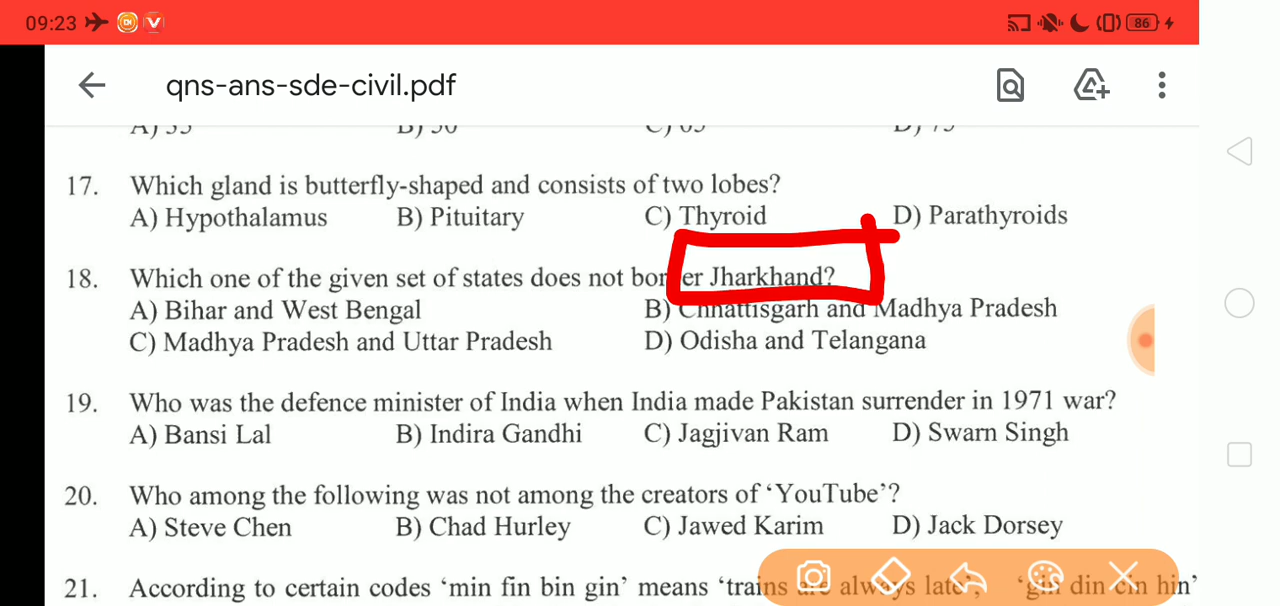 09:23
86
qns-ans-sde-civil.pdf
17. Which gland is butterfly-shaped and consists of two lobes?
A) Hypothalamus B) Pituitary C) Thyroid D) Parathyroids
18. Which one of the given set of states does not border Jharkhand?
A) Bihar and West Bengal B) Chhattisgarh and Madhya Pradesh
C) Madhya Pradesh and Uttar Pradesh D) Odisha and Telangana
19. Who was the defence minister of India when India made Pakistan surrender in 1971 war?
A) Bansi Lal B) Indira Gandhi C) Jagjivan Ram D) Swarn Singh
20. Who among the following was not among the creators of ‘YouTube’?
A) Steve Chen B) Chad Hurley C) Jawed Karim D) Jack Dorsey
21. According to certain codes ‘min fin bin gin’ means ‘trains are always late’, ‘gin din cin hin’